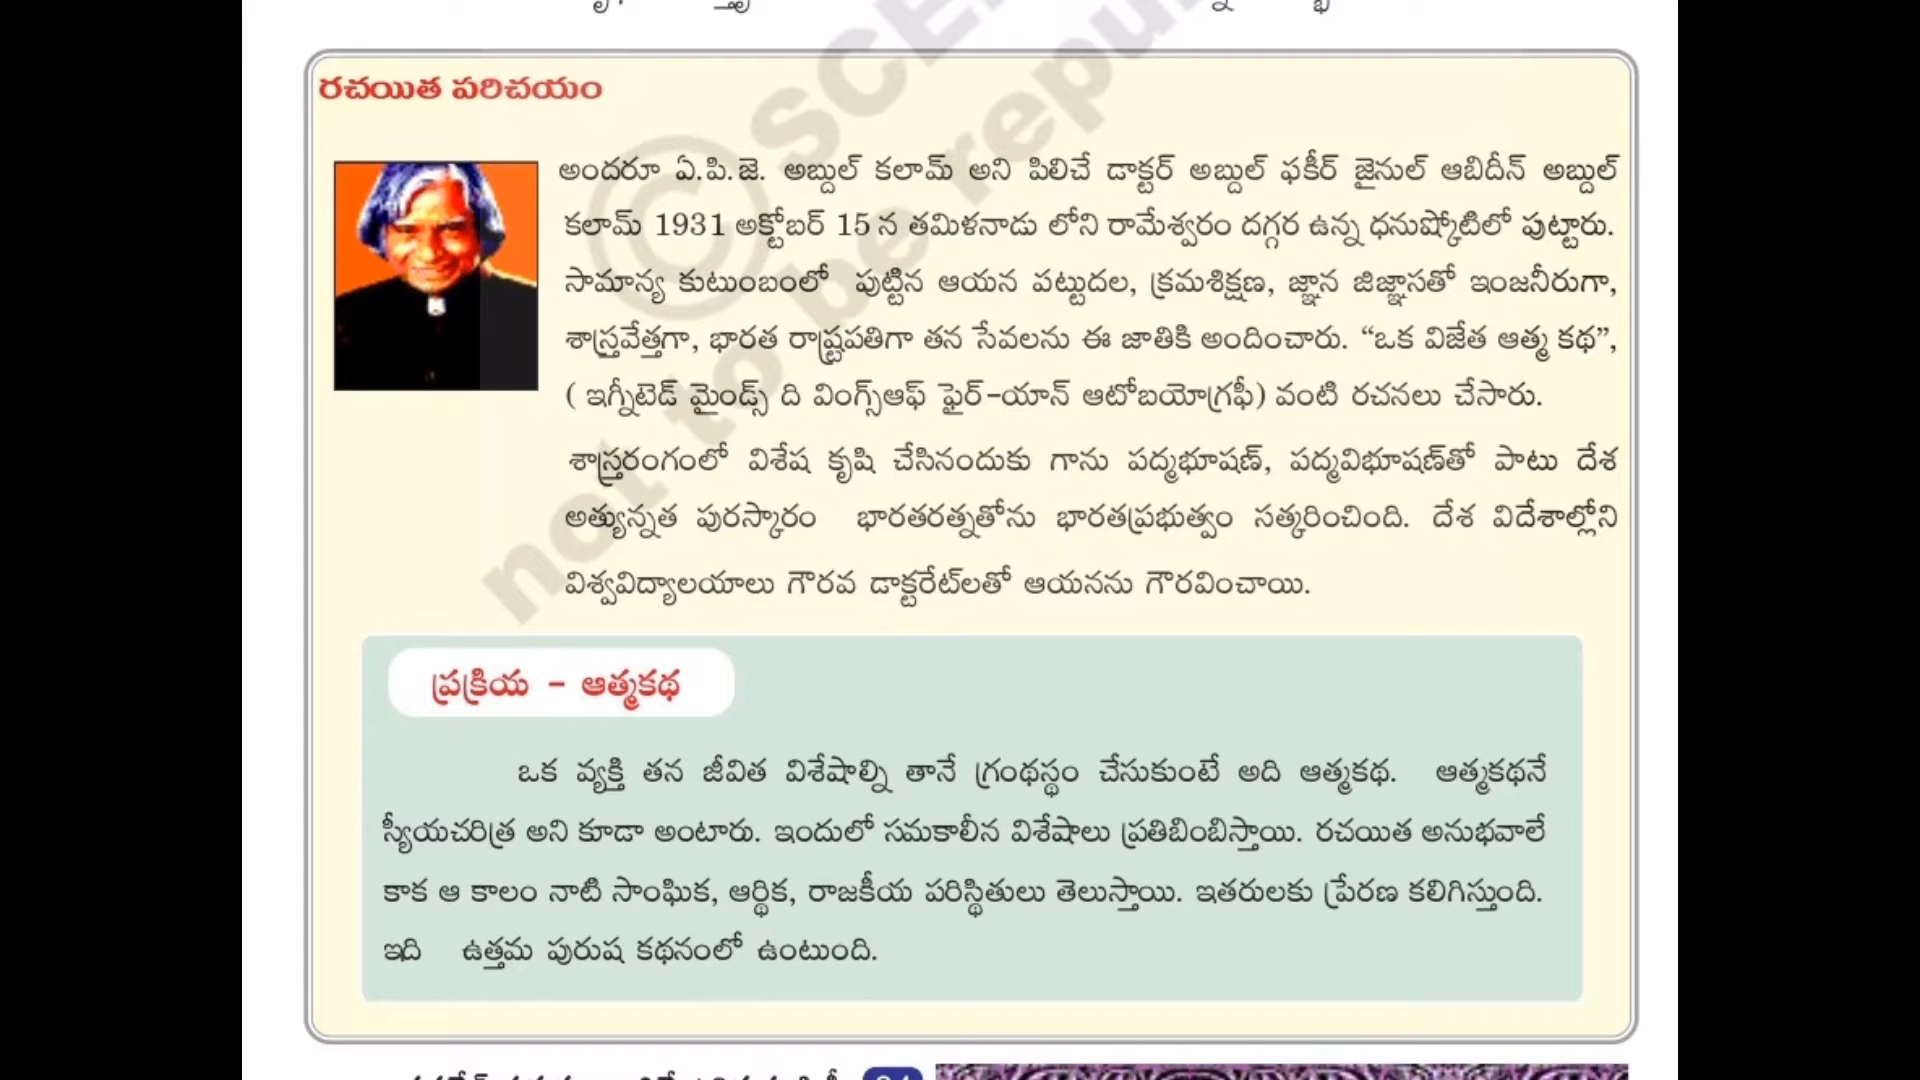 రచయిత పరిచయం
అందరూ ఏ.పి.జె. అబ్దుల్ కలామ్ అని పిలిచే డాక్టర్ అబ్దుల్ ఫకీర్ జైనుల్ ఆబిదీన్ అబ్దుల్
కలామ్ 1931 అక్టోబర్ 15 న తమిళనాడు లోని రామేశ్వరం దగ్గర ఉన్న ధనుష్కోటిలో పుట్టారు.
సామాన్య కుటుంబంలో పుట్టిన ఆయన పట్టుదల, క్రమశిక్షణ, జ్ఞాన జిజ్ఞాసతో ఇంజనీరుగా,
శాస్త్రవేత్తగా, భారత రాష్ట్రపతిగా తన సేవలను ఈ జాతికి అందించారు. “ఒక విజేత ఆత్మ కథ”,
( ఇగ్నీటెడ్ మైండ్స్ ది వింగ్స్ఆఫ్ ఫైర్-యాన్ ఆటోబయోగ్రఫీ) వంటి రచనలు చేసారు.
శాస్త్రరంగంలో విశేష కృషి చేసినందుకు గాను పద్మభూషణ్, పద్మవిభూషణ్‌తో పాటు దేశ
అత్యున్నత పురస్కారం భారతరత్నతోను భారతప్రభుత్వం సత్కరించింది. దేశ విదేశాల్లోని
విశ్వవిద్యాలయాలు గౌరవ డాక్టరేట్‌లతో ఆయనను గౌరవించాయి.
ప్రక్రియ - ఆత్మకథ
ఒక వ్యక్తి తన జీవిత విశేషాల్ని తానే గ్రంథస్థం చేసుకుంటే అది ఆత్మకథ. ఆత్మకథనే
స్వీయచరిత్ర అని కూడా అంటారు. ఇందులో సమకాలీన విశేషాలు ప్రతిబింబిస్తాయి. రచయిత అనుభవాలే
కాక ఆ కాలం నాటి సాంఘిక, ఆర్థిక, రాజకీయ పరిస్థితులు తెలుస్తాయి. ఇతరులకు ప్రేరణ కలిగిస్తుంది.
ఇది ఉత్తమ పురుష కథనంలో ఉంటుంది.
not to be